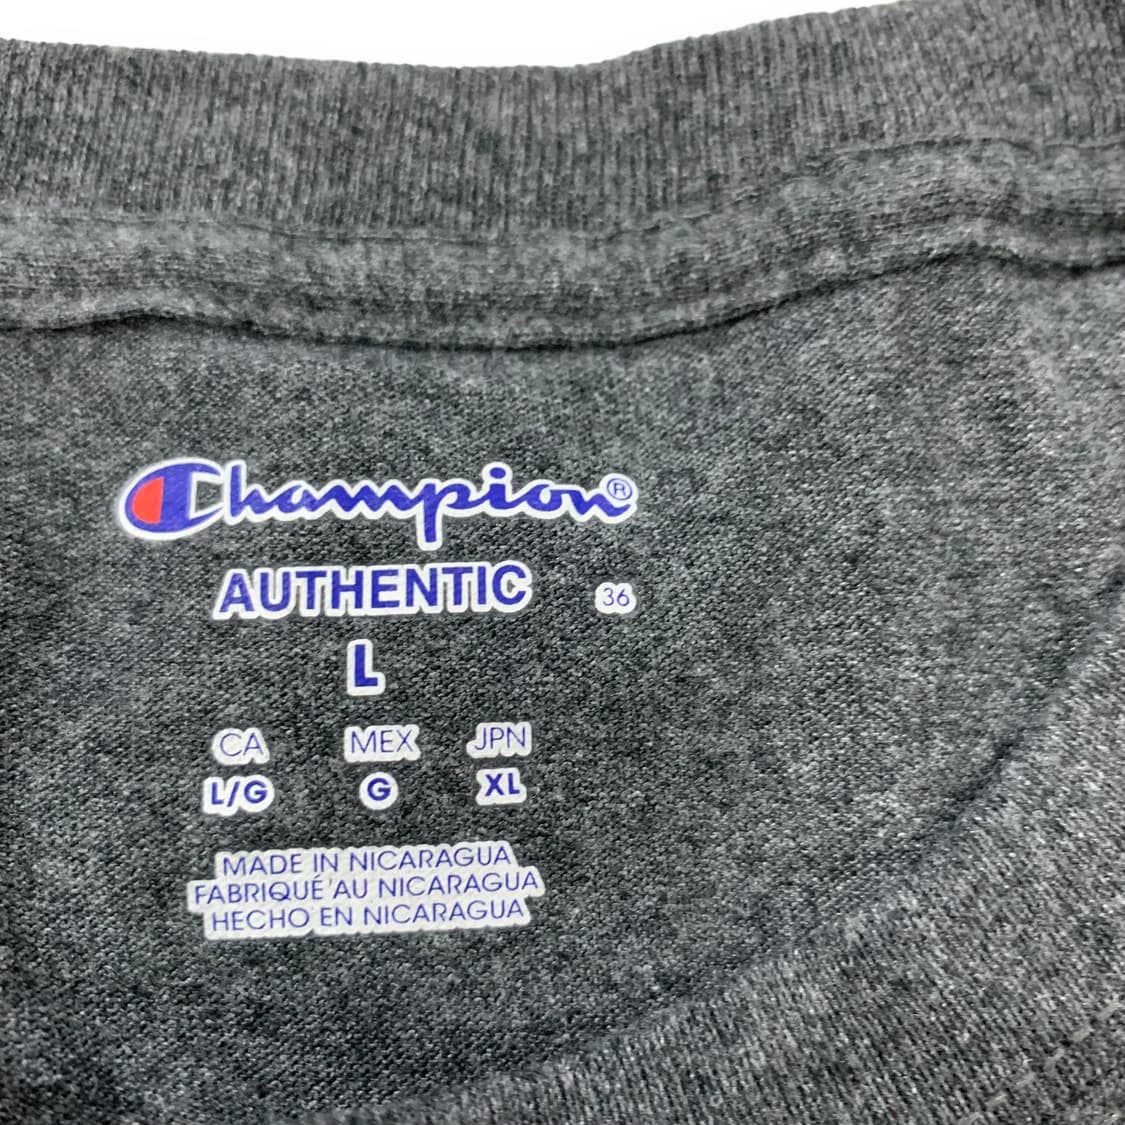 Champion®
AUTHENTIC 36
L
CA MEX JPN
L/G G XL
MADE IN NICARAGUA
FABRIQUÉ AU NICARAGUA
HECHO EN NICARAGUA